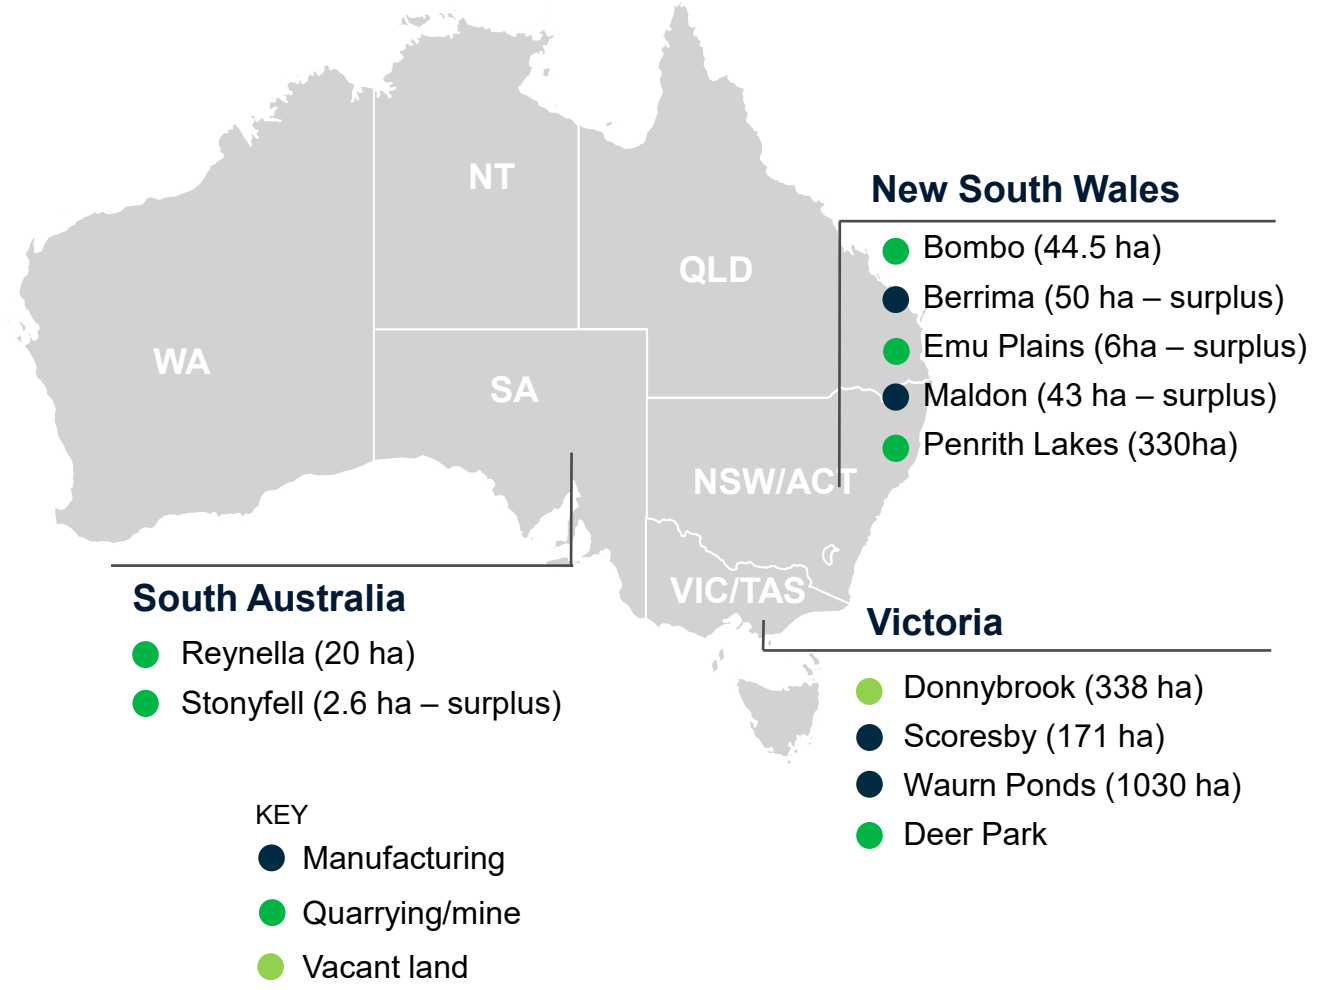 NT
QLD
WA
SA
NSW/ACT
VIC/TAS
New South Wales
Bombo (44.5 ha)
Berrima (50 ha – surplus)
Emu Plains (6ha – surplus)
Maldon (43 ha – surplus)
Penrith Lakes (330ha)
South Australia
Reynella (20 ha)
Stonyfell (2.6 ha – surplus)
Victoria
Donnybrook (338 ha)
Scoresby (171 ha)
Waurn Ponds (1030 ha)
Deer Park
KEY
Manufacturing
Quarrying/mine
Vacant land